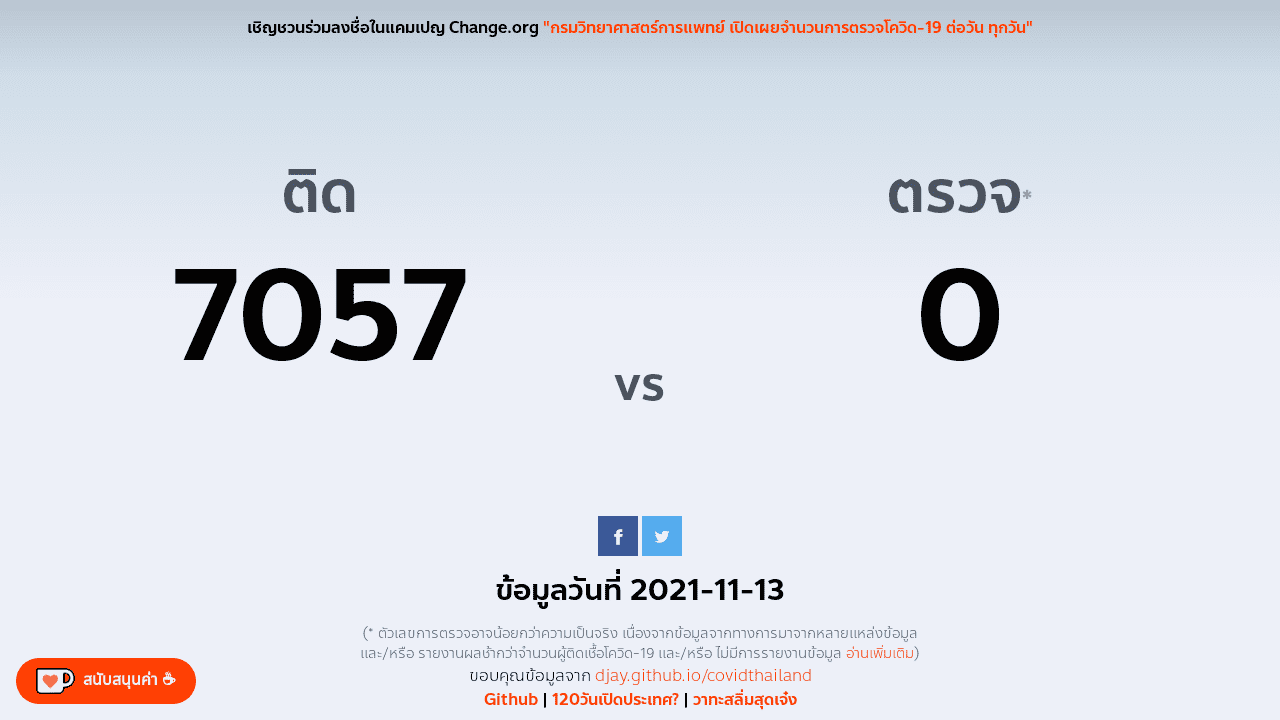 เชิญชวนร่วมลงชื่อในแคมเปญ Change.org "กรมวิทยาศาสตร์การแพทย์ เปิดเผยจำนวนการตรวจโควิด-19 ต่อวัน ทุกวัน"
ติด
ตรวจ*
7057
0
vs
f
ข้อมูลวันที่ 2021-11-13
(* ตัวเลขการตรวจอาจน้อยกว่าความเป็นจริง เนื่องจากข้อมูลจากทางการมาจากหลายแหล่งข้อมูล
และ/หรือ รายงานผลช้ากว่าจำนวนผู้ติดเชื้อโควิด-19 และ/หรือ ไม่มีการรายงานข้อมูล อ่านเพิ่มเติม)
ขอบคุณข้อมูลจาก djay.github.io/covidthailand
Github | 120วันเปิดประเทศ? | วาทะสลิ่มสุดเจ๋ง
สนับสนุนค่า ☕